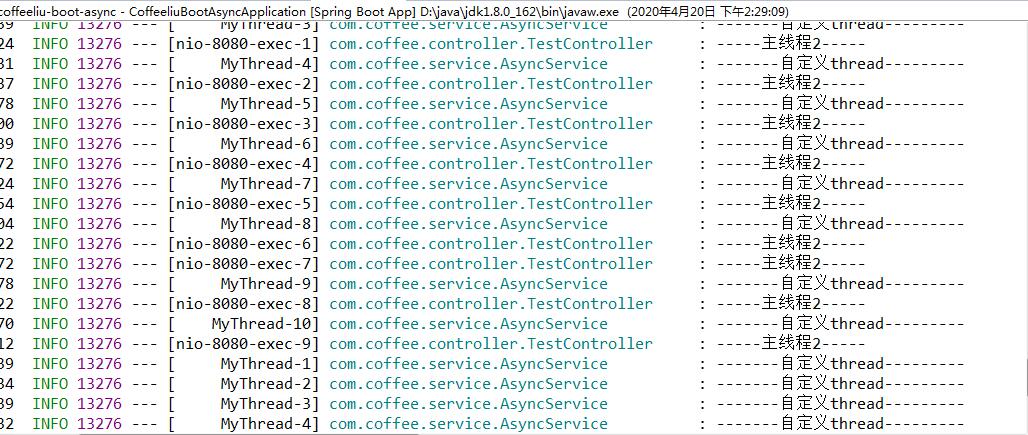 coffeeliu-boot-async - CoffeeliuBootAsyncApplication [Spring Boot App] D:\java\jdk1.8.0_162\bin\javaw.exe (2020年4月20日 下午2:29:09)
39 INFO 13276 --- [ MyThread-3] com.coffee.service.AsyncService : -------自定义thread---------
24 INFO 13276 --- [nio-8080-exec-1] com.coffee.controller.TestController : -----主线程2-----
31 INFO 13276 --- [ MyThread-4] com.coffee.service.AsyncService : -------自定义thread---------
37 INFO 13276 --- [nio-8080-exec-2] com.coffee.controller.TestController : -----主线程2-----
78 INFO 13276 --- [ MyThread-5] com.coffee.service.AsyncService : -------自定义thread---------
00 INFO 13276 --- [nio-8080-exec-3] com.coffee.controller.TestController : -----主线程2-----
39 INFO 13276 --- [ MyThread-6] com.coffee.service.AsyncService : -------自定义thread---------
72 INFO 13276 --- [nio-8080-exec-4] com.coffee.controller.TestController : -----主线程2-----
24 INFO 13276 --- [ MyThread-7] com.coffee.service.AsyncService : -------自定义thread---------
54 INFO 13276 --- [nio-8080-exec-5] com.coffee.controller.TestController : -----主线程2-----
04 INFO 13276 --- [ MyThread-8] com.coffee.service.AsyncService : -------自定义thread---------
22 INFO 13276 --- [nio-8080-exec-6] com.coffee.controller.TestController : -----主线程2-----
72 INFO 13276 --- [nio-8080-exec-7] com.coffee.controller.TestController : -----主线程2-----
78 INFO 13276 --- [ MyThread-9] com.coffee.service.AsyncService : -------自定义thread---------
22 INFO 13276 --- [nio-8080-exec-8] com.coffee.controller.TestController : -----主线程2-----
70 INFO 13276 --- [ MyThread-10] com.coffee.service.AsyncService : -------自定义thread---------
12 INFO 13276 --- [nio-8080-exec-9] com.coffee.controller.TestController : -----主线程2-----
39 INFO 13276 --- [ MyThread-1] com.coffee.service.AsyncService : -------自定义thread---------
34 INFO 13276 --- [ MyThread-2] com.coffee.service.AsyncService : -------自定义thread---------
39 INFO 13276 --- [ MyThread-3] com.coffee.service.AsyncService : -------自定义thread---------
32 INFO 13276 --- [ MyThread-4] com.coffee.service.AsyncService : -------自定义thread---------